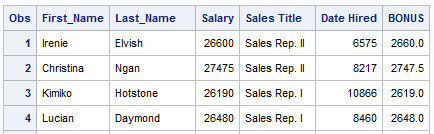 Obs First_Name Last_Name Salary Sales Title Date Hired BONUS
1 Irenie Elvish 26600 Sales Rep. II 6575 2660.0
2 Christina Ngan 27475 Sales Rep. II 8217 2747.5
3 Kimiko Hotstone 26190 Sales Rep. I 10866 2619.0
4 Lucian Daymond 26480 Sales Rep. I 8460 2648.0